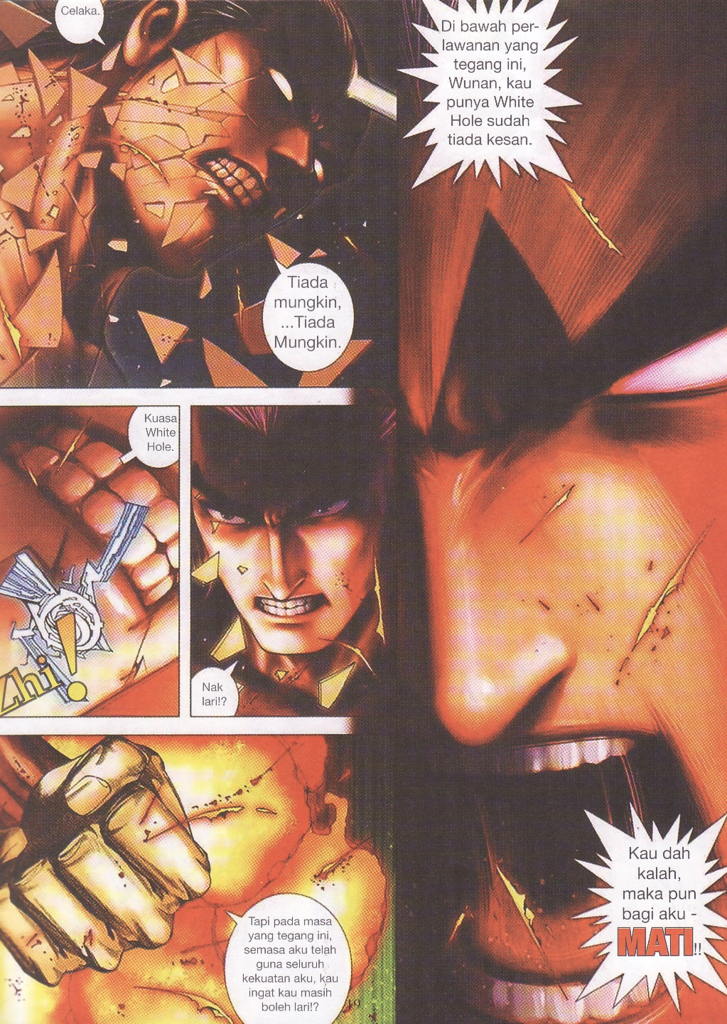 Celaka.
Tiada
mungkin,
...Tiada
Mungkin.
Kuasa
White
Hole.
Zhi!
Nak
lari!?
Tapi pada masa
yang tegang ini,
semasa aku telah
guna seluruh
kekuatan aku, kau
ingat kau masih
boleh lari!?
Di bawah per-
lawanan yang
tegang ini,
Wunan, kau
punya White
Hole sudah
tiada kesan.
Kau dah
kalah,
maka pun
bagi aku -
MATI!!
19